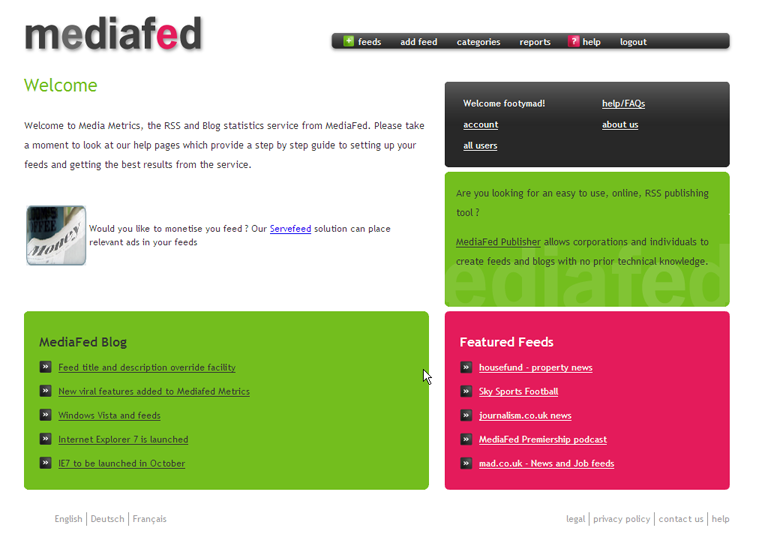 mediafed
feeds add feed categories reports help logout
Welcome
Welcome to Media Metrics, the RSS and Blog statistics service from MediaFed. Please take
a moment to look at our help pages which provide a step by step guide to setting up your
feeds and getting the best results from the service.
Money
Would you like to monetise you feed ? Our Servefeed solution can place
relevant ads in your feeds
Welcome footymad! help/FAQs
account about us
all users
Are you looking for an easy to use, online, RSS publishing
tool ?
MediaFed Publisher allows corporations and individuals to
create feeds and blogs with no prior technical knowledge.
ediafed
MediaFed Blog
Feed title and description override facility
New viral features added to Mediafed Metrics
Windows Vista and feeds
Internet Explorer 7 is launched
IE7 to be launched in October
Featured Feeds
housefund - property news
Sky Sports Football
journalism.co.uk news
MediaFed Premiership podcast
mad.co.uk - News and Job feeds
English | Deutsch | Français
legal | privacy policy | contact us | help